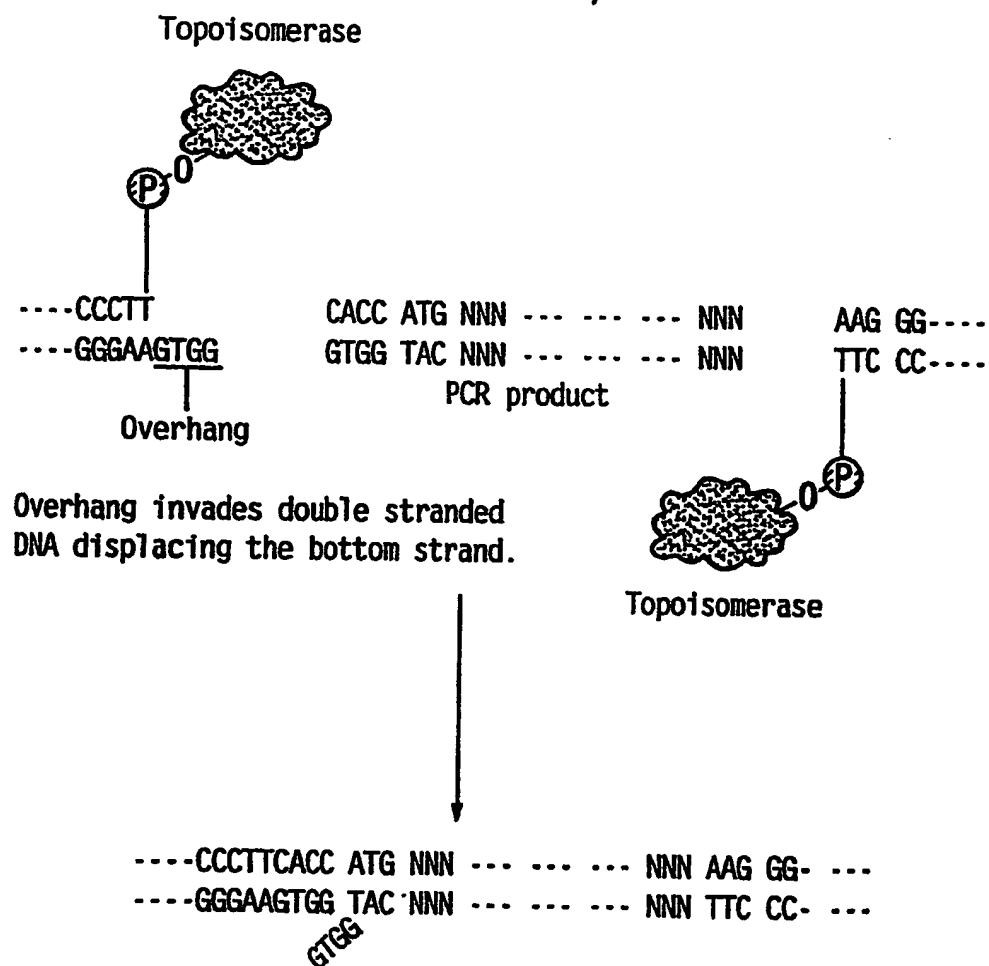 Topoisomerase
P O
----CCCTT CACC ATG NNN --- --- --- NNN AAG GG----
----GGGAAGTGG GTGG TAC NNN --- --- --- NNN TTC CC----
PCR product
Overhang
P
O
Overhang invades double stranded
DNA displacing the bottom strand.
Topoisomerase
----CCCTTCACC ATG NNN --- --- --- NNN AAG GG- ---
----GGGAAGTGG TAC NNN --- --- --- NNN TTC CC- ---
GTGG